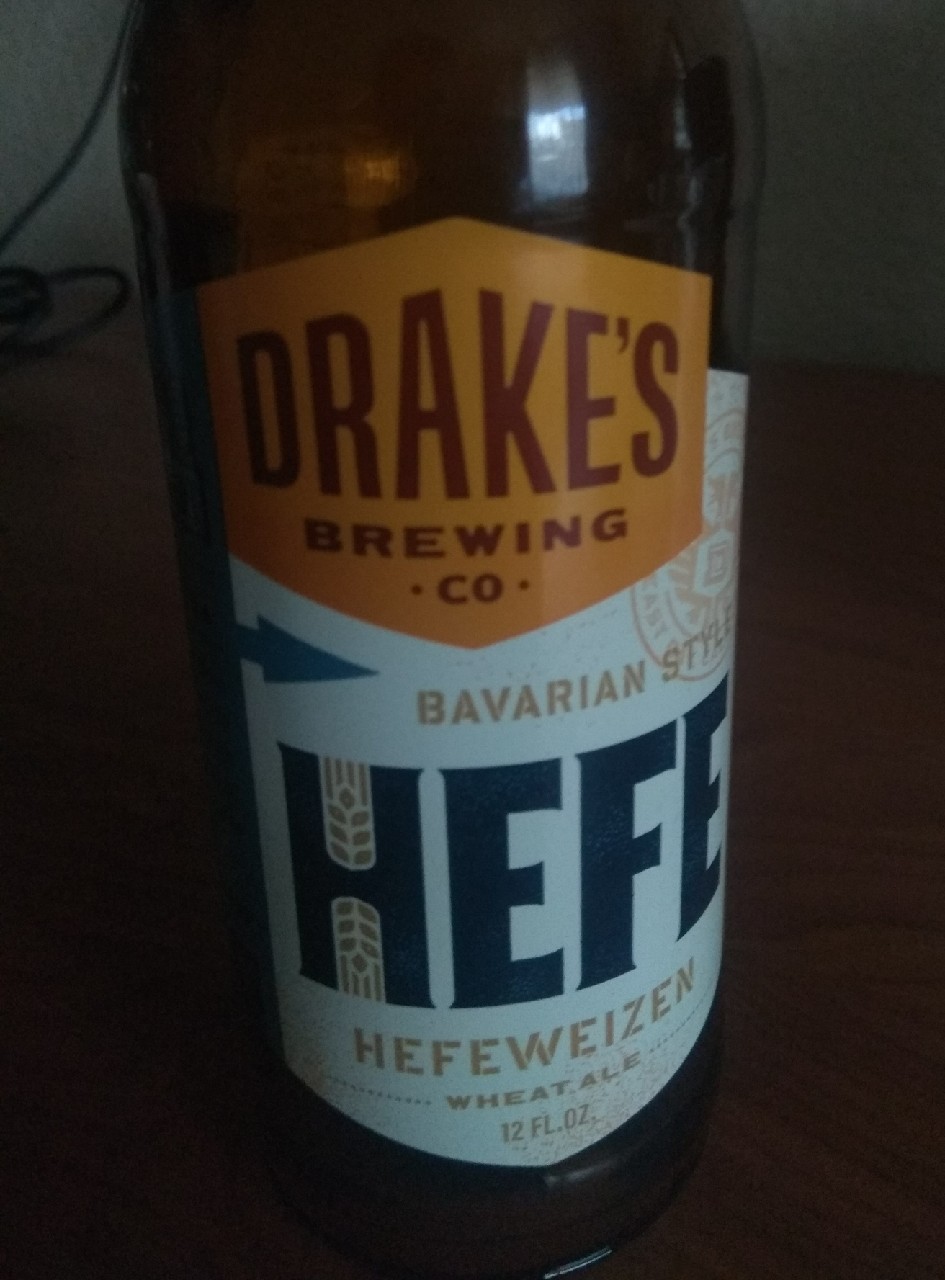 DRAKE'S
BREWING
· CO ·
BAVARIAN STYLE
HEFE
HEFEWEIZEN
WHEAT ALE
12 FL.OZ.